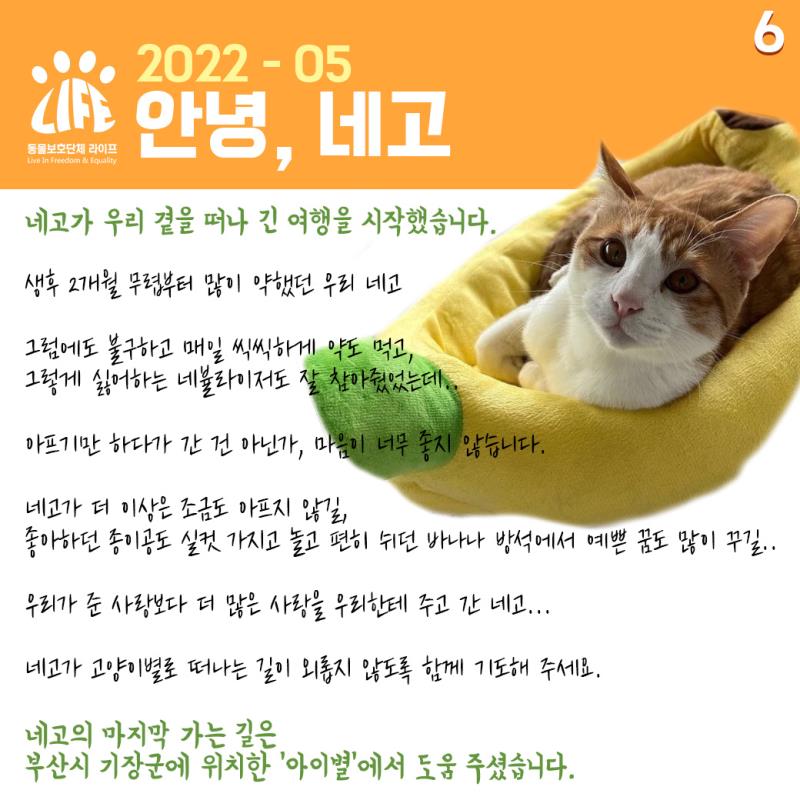 6
2022 - 05
안녕, 네고
LIFE
동물보호단체 라이프
Live In Freedom & Equality
네고가 우리 곁을 떠나 긴 여행을 시작했습니다.
생후 2개월 무렵부터 많이 약했던 우리 네고
그럼에도 불구하고 매일 씩씩하게 약도 먹고,
그렇게 싫어하는 네뷸라이저도 잘 참아줬었는데..
아프기만 하다가 간 건 아닌가, 마음이 너무 좋지 않습니다.
네고가 더 이상은 조금도 아프지 않길,
좋아하던 종이공도 실컷 가지고 놀고 편히 쉬던 바나나 방석에서 예쁜 꿈도 많이 꾸길..
우리가 준 사랑보다 더 많은 사랑을 우리한테 주고 간 네고...
네고가 고양이별로 떠나는 길이 외롭지 않도록 함께 기도해 주세요.
네고의 마지막 가는 길은
부산시 기장군에 위치한 '아이별'에서 도움 주셨습니다.